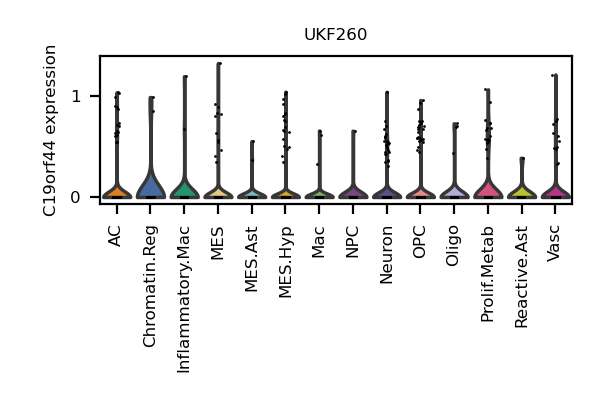 UKF260
C19orf44 expression
1
0
AC
Chromatin.Reg
Inflammatory.Mac
MES
MES.Ast
MES.Hyp
Mac
NPC
Neuron
OPC
Oligo
Prolif.Metab
Reactive.Ast
Vasc